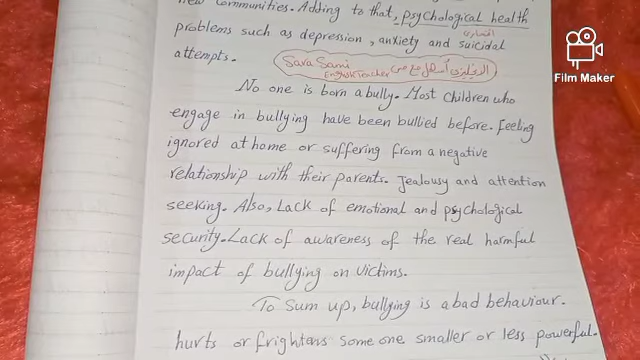 new communities. Adding to that, psychological health
problems such as depression, anxiety and suicidal
attempts.
Sara Sami
English teacher
الانجليزي أسهل مع مس
No one is born a bully. Most children who
engage in bullying have been bullied before. Feeling
ignored at home or suffering from a negative
relationship with their parents. Jealousy and attention
seeking. Also, Lack of emotional and psychological
security. Lack of awareness of the real harmful
impact of bullying on victims.
To Sum up, bullying is a bad behaviour.
hurts or frightens some one smaller or less powerful.
Film Maker